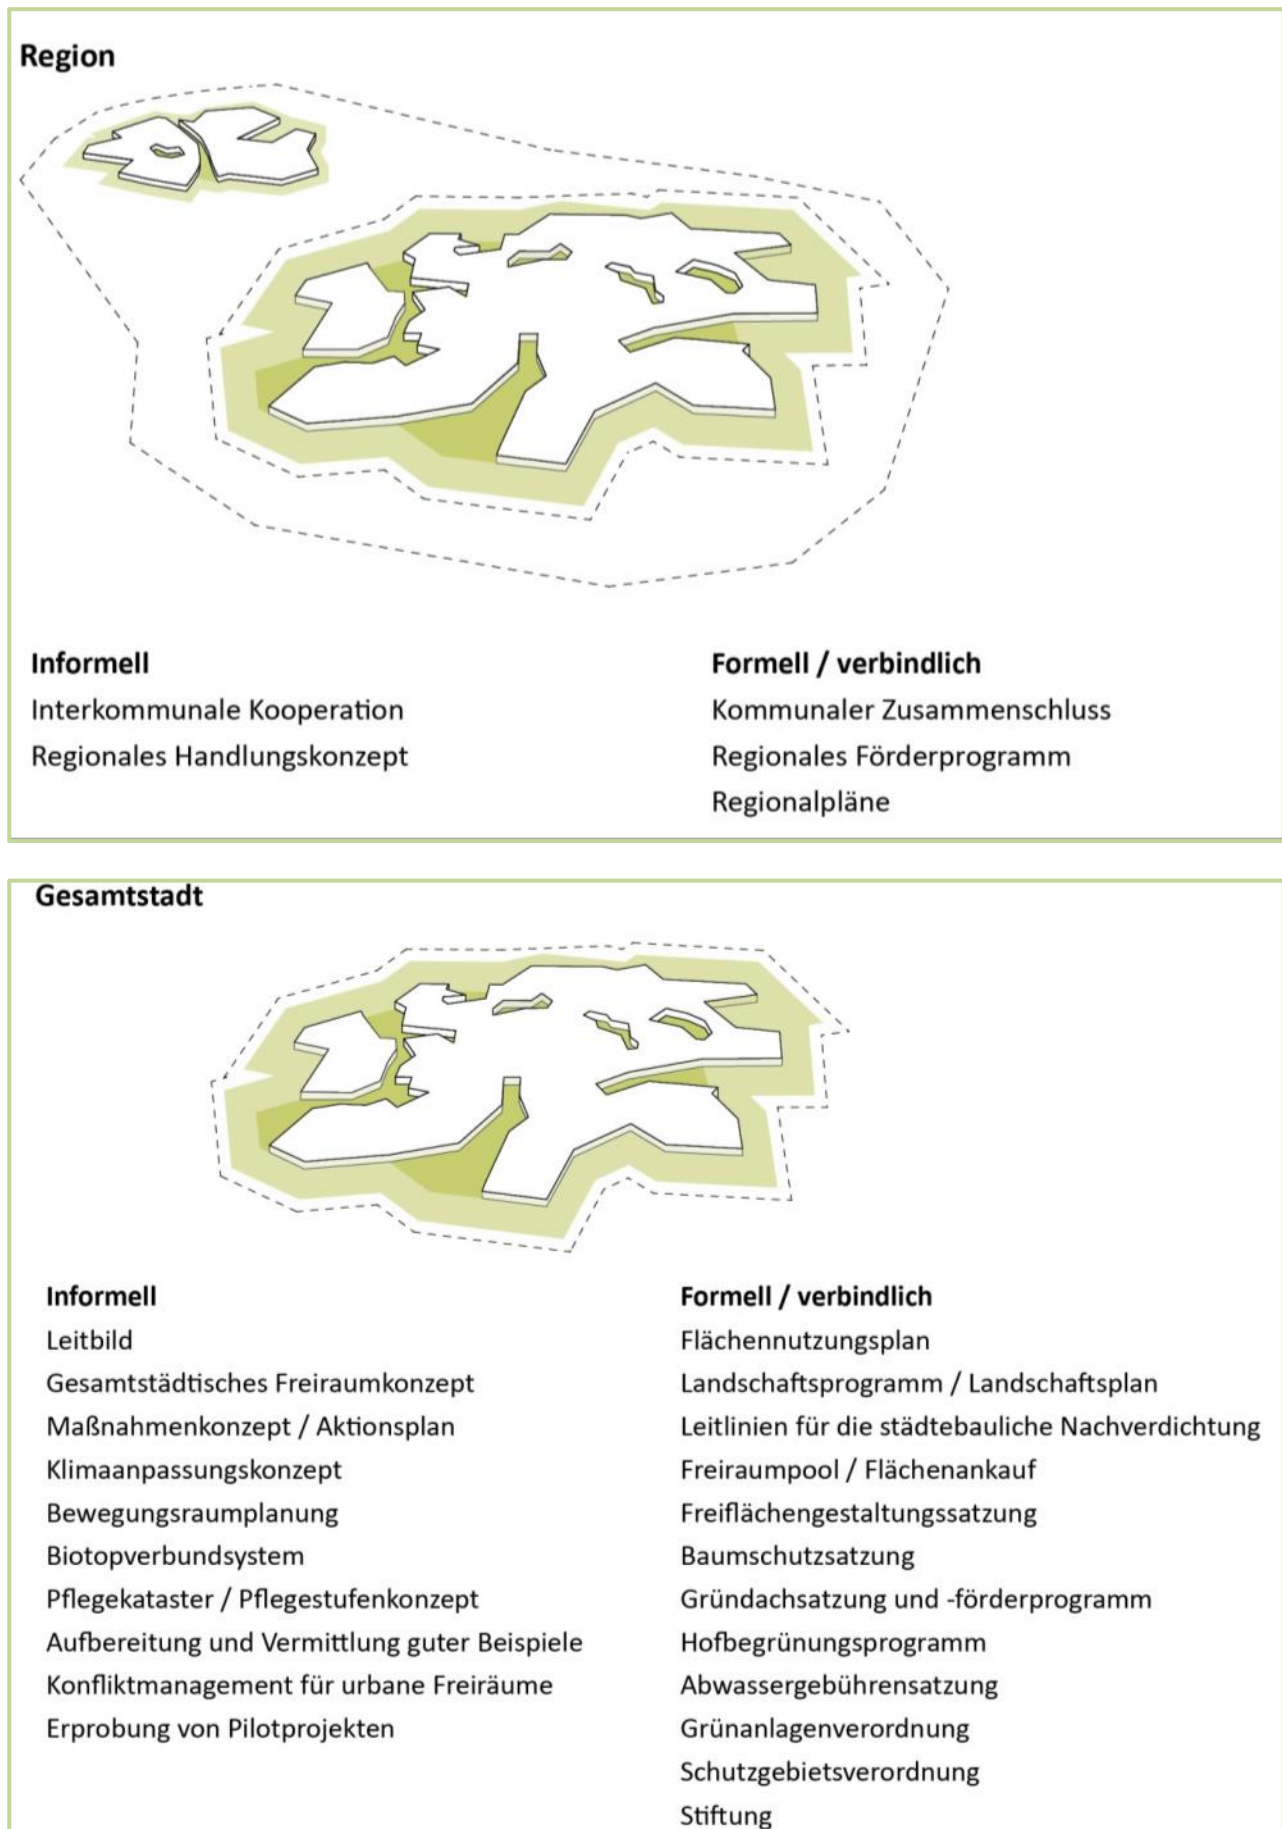 Region
Informell
Interkommunale Kooperation
Regionales Handlungskonzept
Formell / verbindlich
Kommunaler Zusammenschluss
Regionales Förderprogramm
Regionalpläne
Gesamtstadt
Informell
Leitbild
Gesamtstädtisches Freiraumkonzept
Maßnahmenkonzept / Aktionsplan
Klimaanpassungskonzept
Bewegungsraumplanung
Biotopverbundsystem
Pflegekataster / Pflegestufenkonzept
Aufbereitung und Vermittlung guter Beispiele
Konfliktmanagement für urbane Freiräume
Erprobung von Pilotprojekten
Formell / verbindlich
Flächennutzungsplan
Landschaftsprogramm / Landschaftsplan
Leitlinien für die städtebauliche Nachverdichtung
Freiraumpool / Flächenankauf
Freiflächengestaltungssatzung
Baumschutzsatzung
Gründachsatzung und -förderprogramm
Hofbegrünungsprogramm
Abwassergebührensatzung
Grünanlagenverordnung
Schutzgebietsverordnung
Stiftung